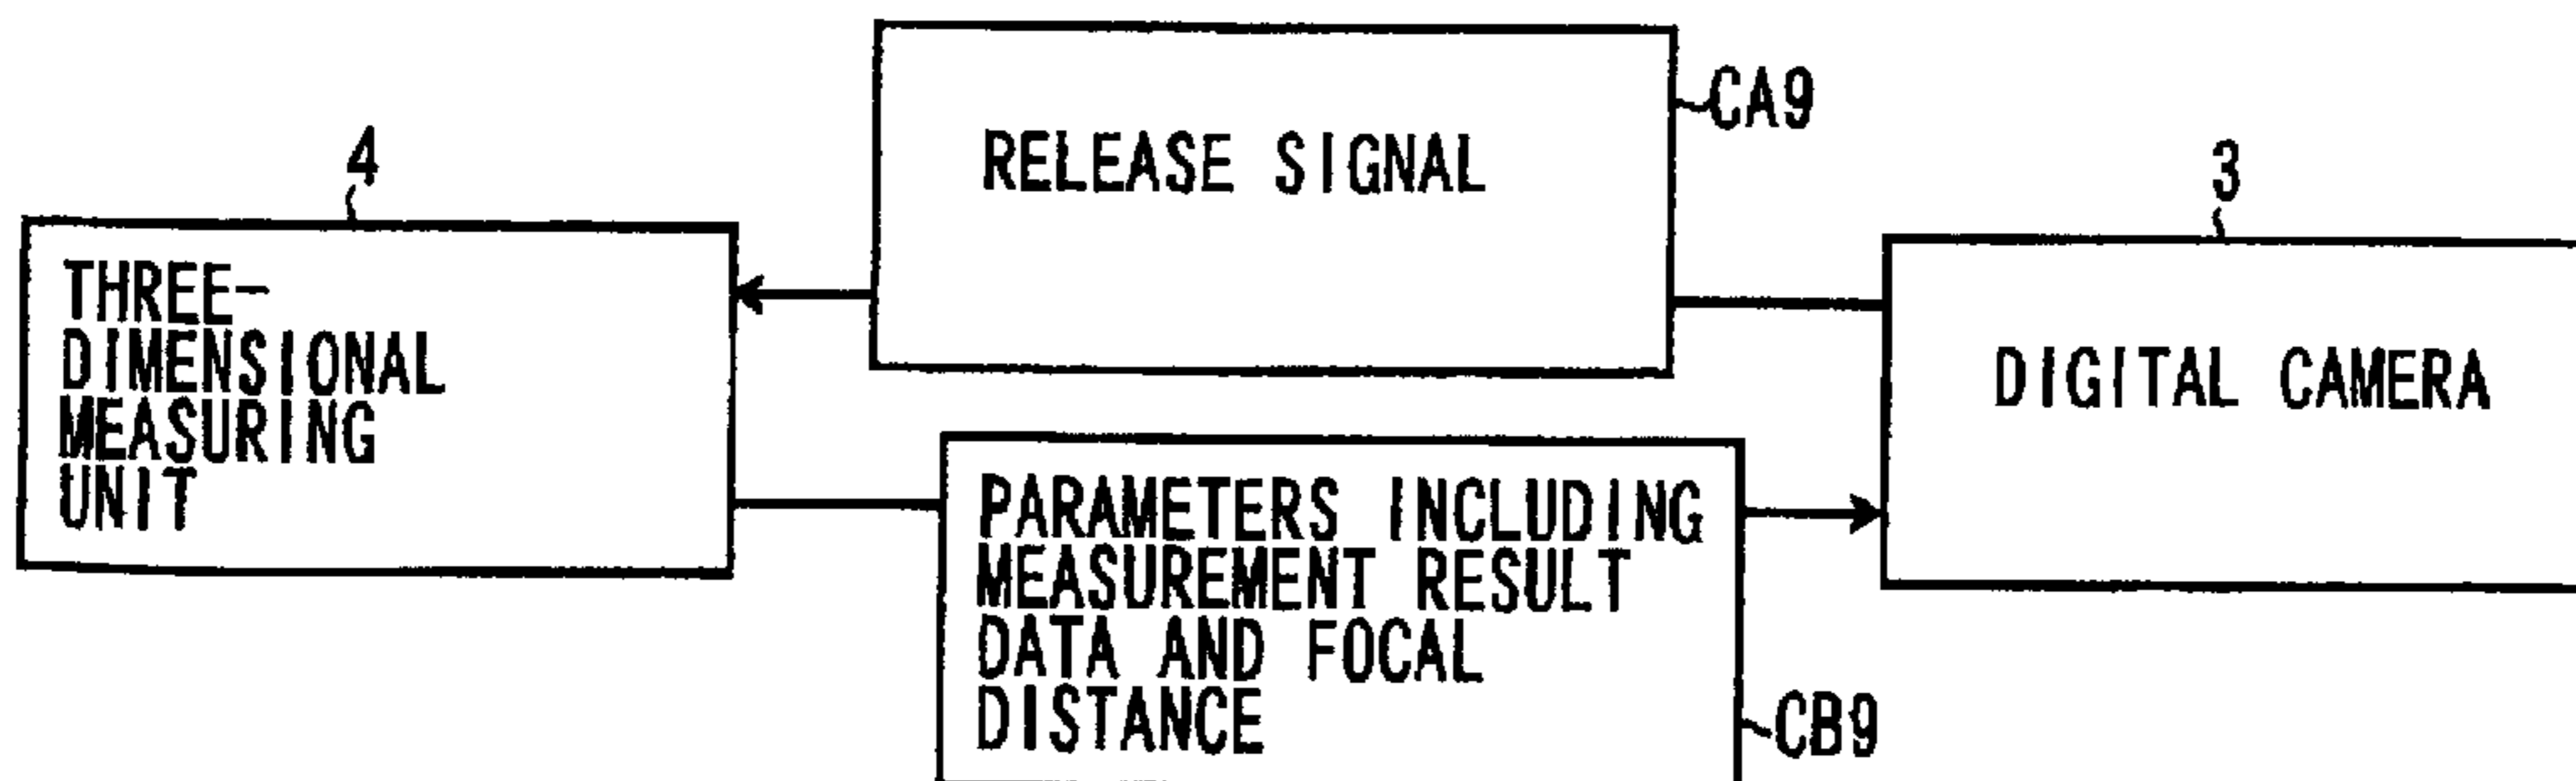 CA9
RELEASE SIGNAL
4
3
THREE-
DIMENSIONAL
MEASURING
UNIT
DIGITAL CAMERA
PARAMETERS INCLUDING
MEASUREMENT RESULT
DATA AND FOCAL
DISTANCE
CB9